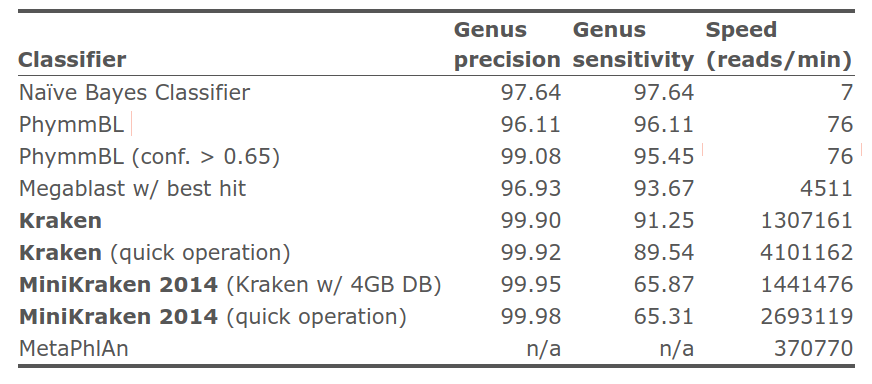 Genus Genus Speed
Classifier precision sensitivity (reads/min)
Naïve Bayes Classifier 97.64 97.64 7
PhymmBL 96.11 96.11 76
PhymmBL (conf. > 0.65) 99.08 95.45 76
Megablast w/ best hit 96.93 93.67 4511
Kraken 99.90 91.25 1307161
Kraken (quick operation) 99.92 89.54 4101162
MiniKraken 2014 (Kraken w/ 4GB DB) 99.95 65.87 1441476
MiniKraken 2014 (quick operation) 99.98 65.31 2693119
MetaPhlAn n/a n/a 370770